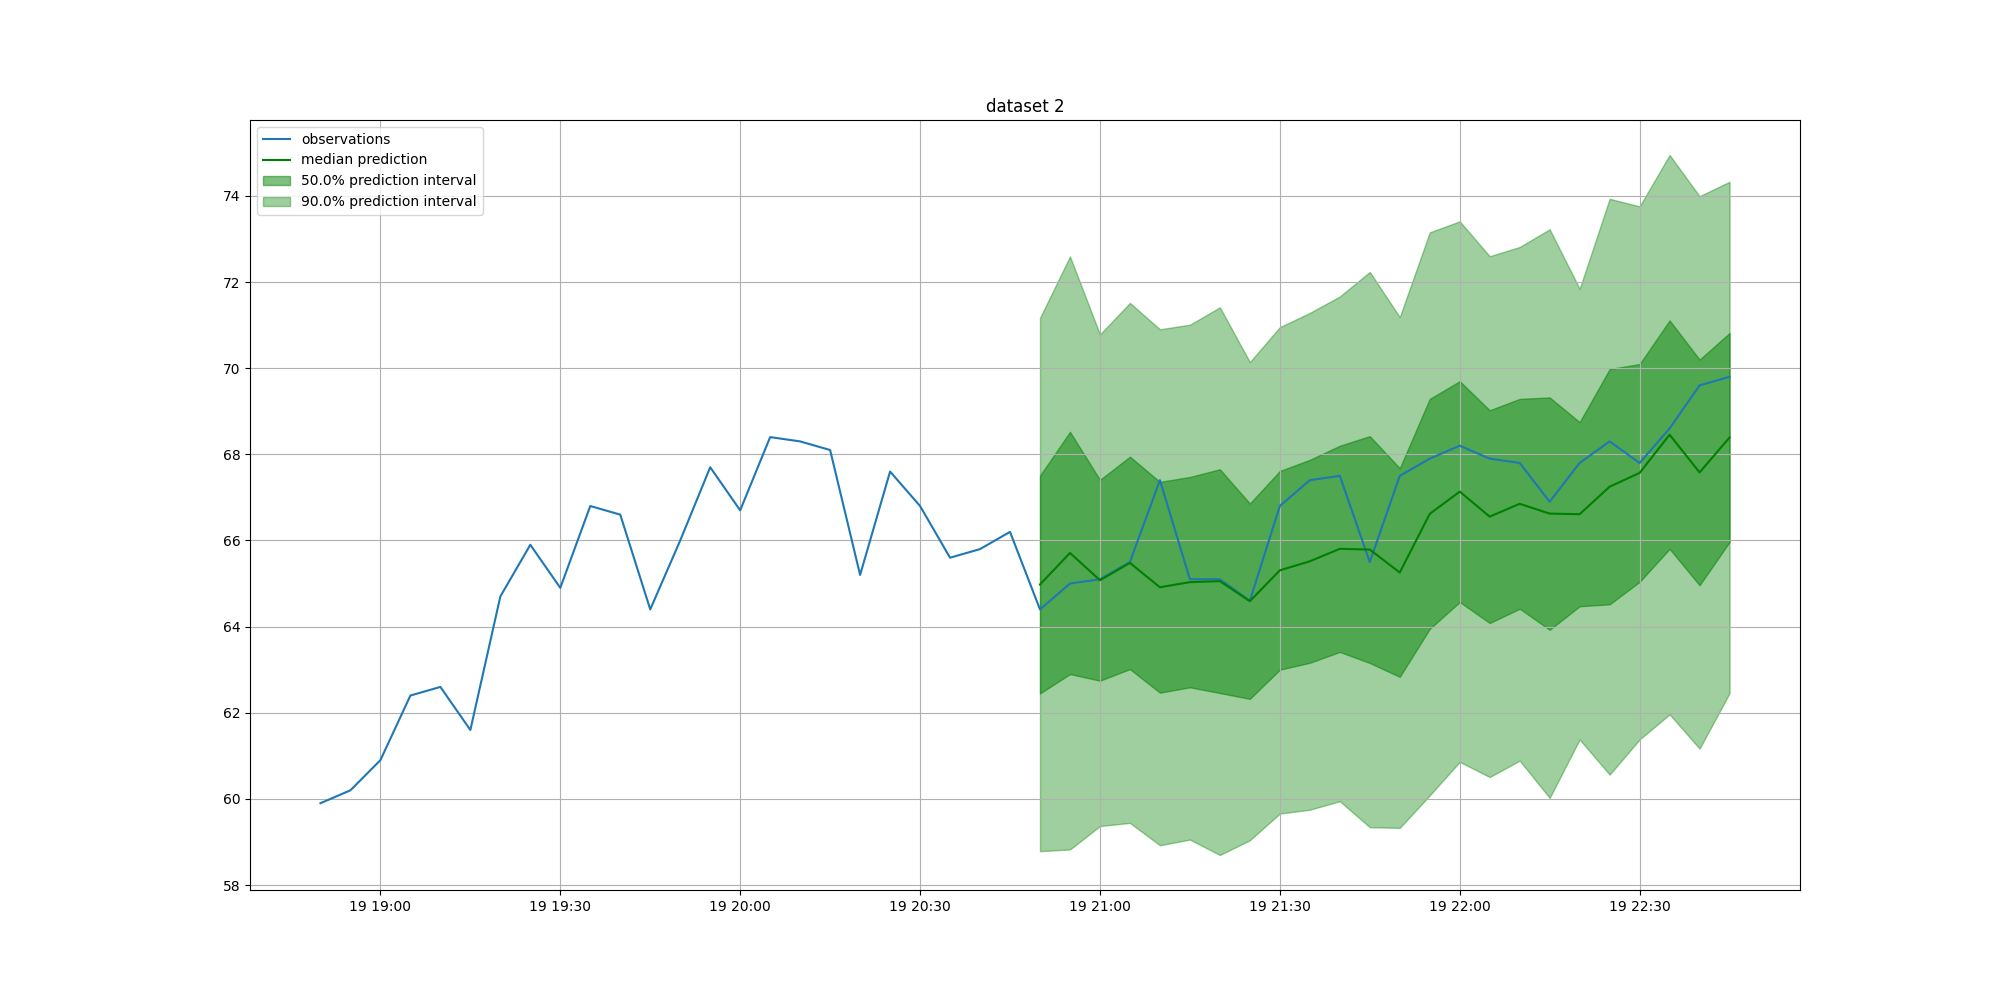 dataset 2
observations
median prediction
50.0% prediction interval
90.0% prediction interval
74
72
70
68
66
64
62
60
58
19 19:00 19 19:30 19 20:00 19 20:30 19 21:00 19 21:30 19 22:00 19 22:30